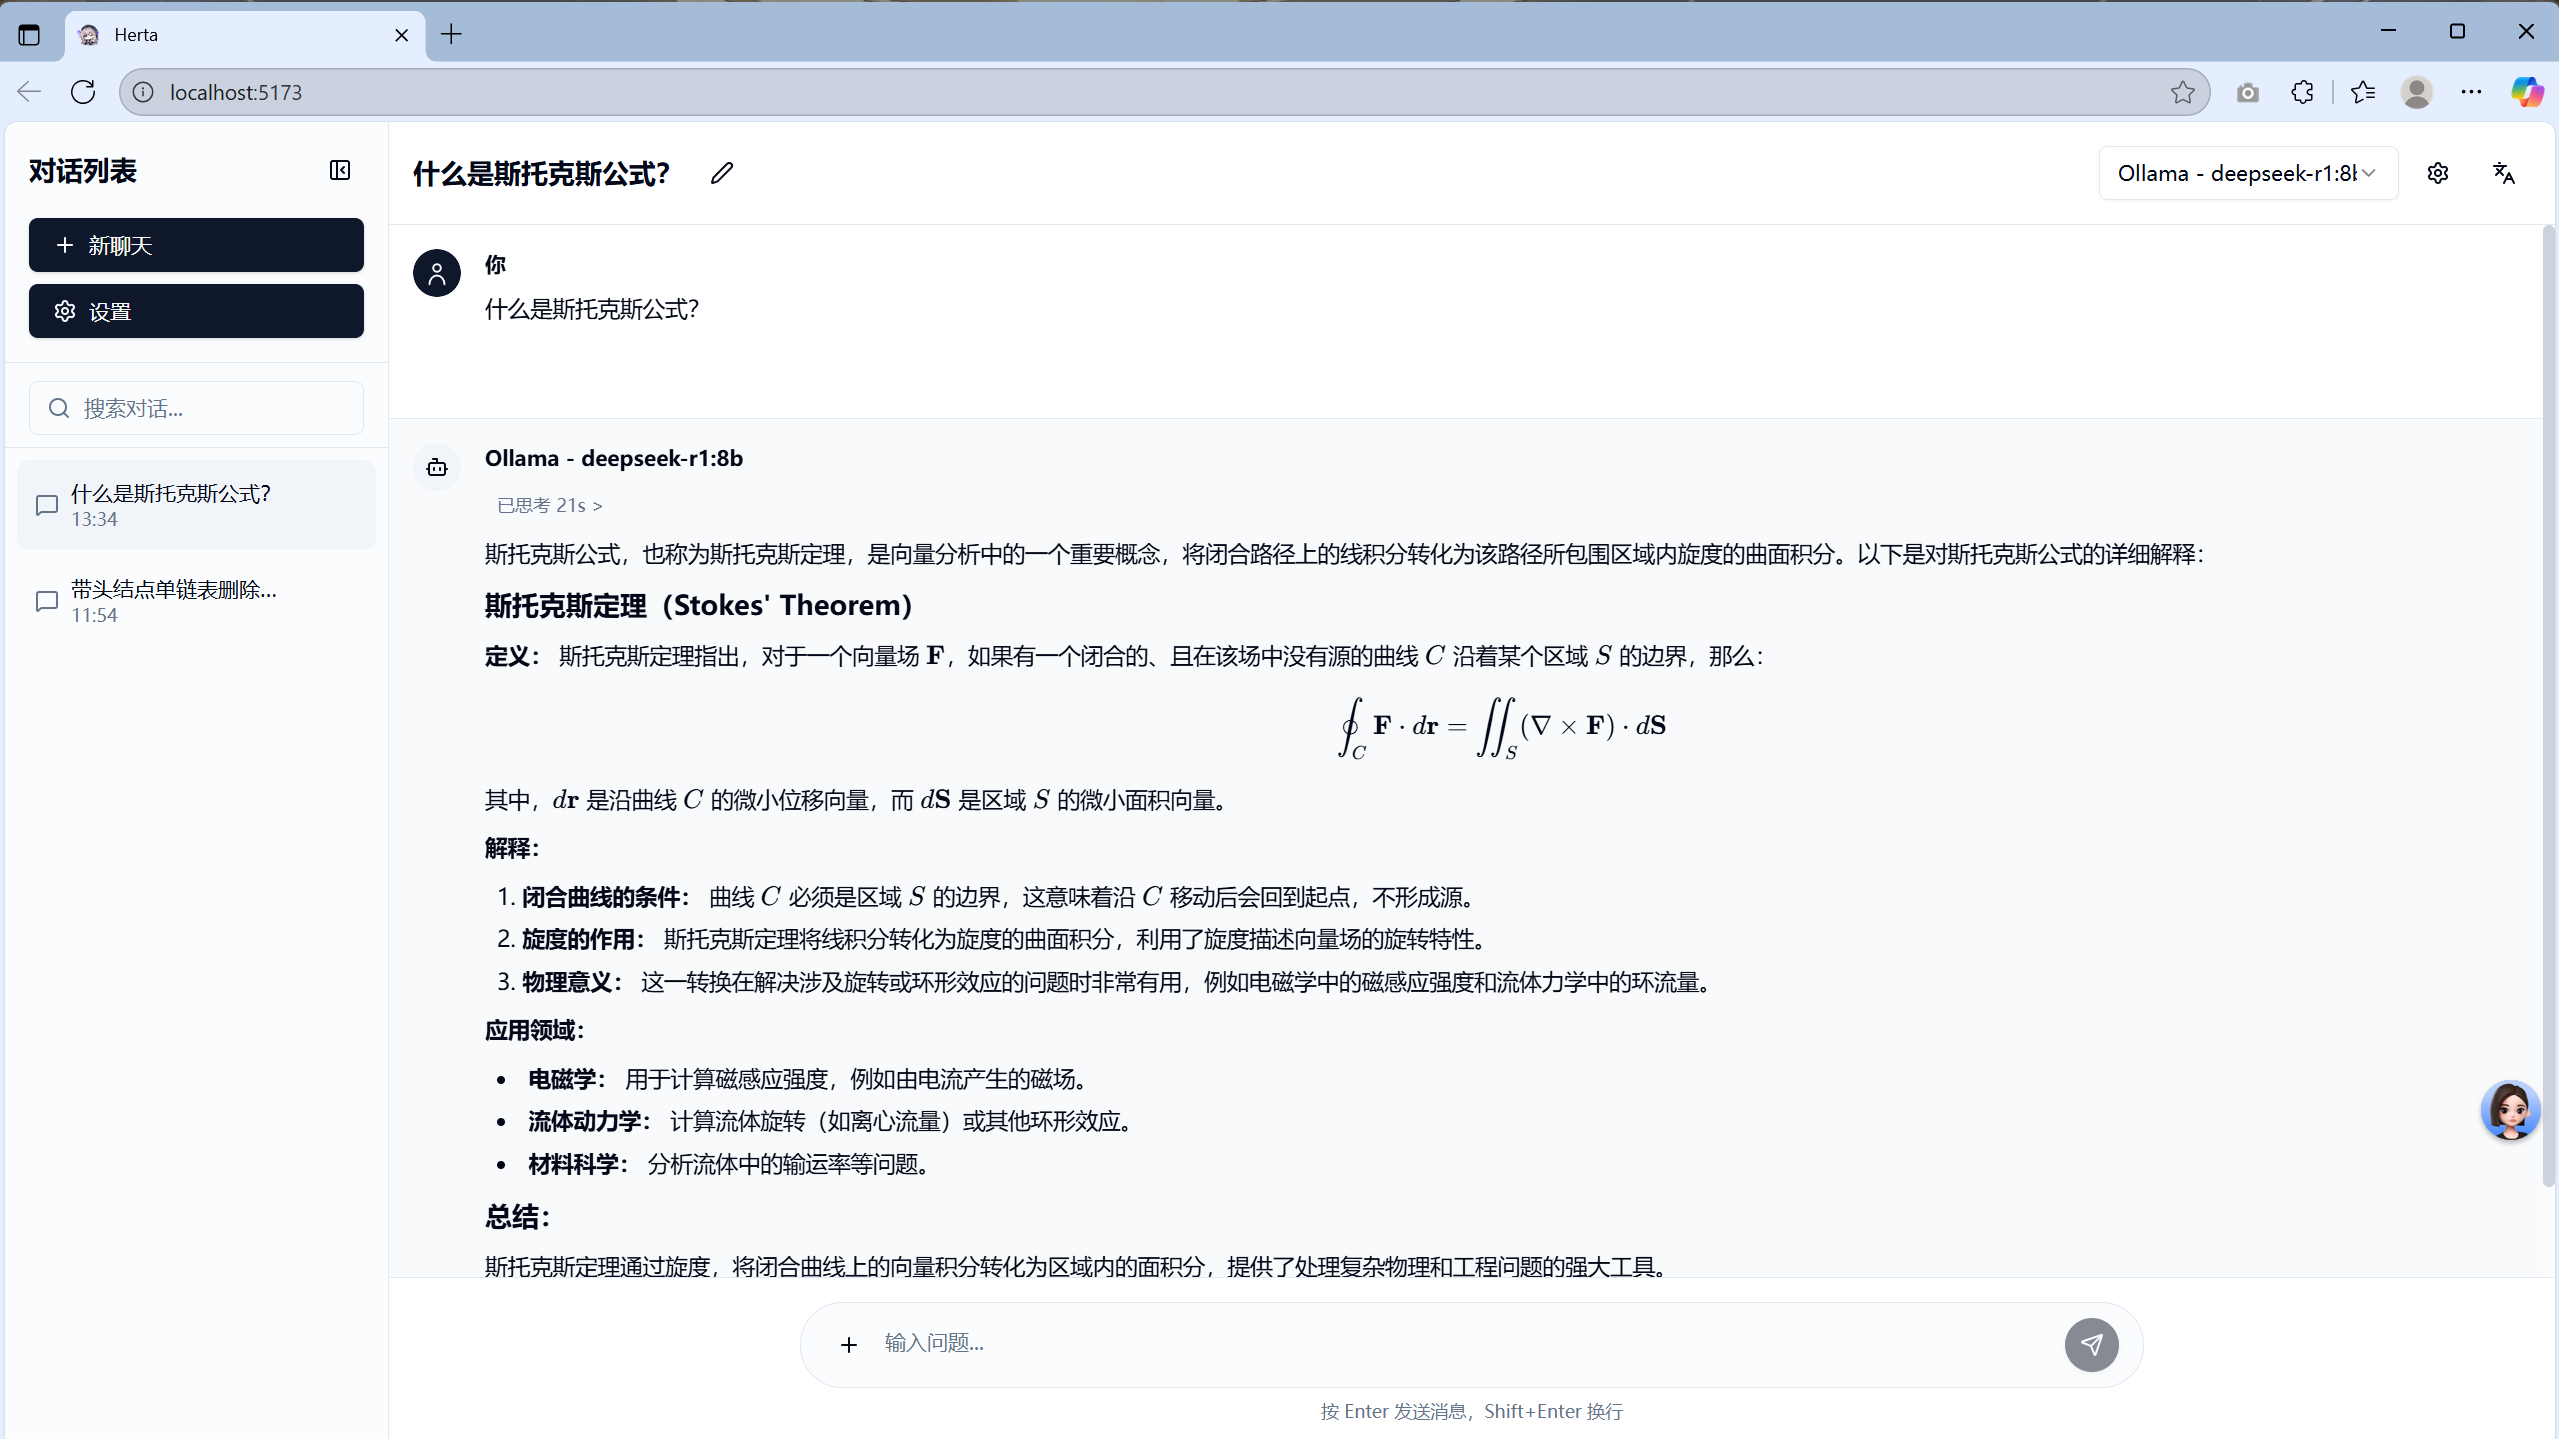 Herta
localhost:5173
对话列表
新聊天
设置
搜索对话...
什么是斯托克斯公式？
13:34
带头结点单链表删除...
11:54
什么是斯托克斯公式？
Ollama - deepseek-r1:8b
你
什么是斯托克斯公式？
Ollama - deepseek-r1:8b
已思考 21s >
斯托克斯公式，也称为斯托克斯定理，是向量分析中的一个重要概念，将闭合路径上的线积分转化为该路径所包围区域内旋度的曲面积分。以下是对斯托克斯公式的详细解释：
斯托克斯定理（Stokes' Theorem）
定义： 斯托克斯定理指出，对于一个向量场 F，如果有一个闭合的、且在该场中没有源的曲线 C 沿着某个区域 S 的边界，那么：
∮_C F · dr = ∬_S (∇ × F) · dS
其中，dr 是沿曲线 C 的微小位移向量，而 dS 是区域 S 的微小面积向量。
解释：
1. 闭合曲线的条件： 曲线 C 必须是区域 S 的边界，这意味着沿 C 移动后会回到起点，不形成源。
2. 旋度的作用： 斯托克斯定理将线积分转化为旋度的曲面积分，利用了旋度描述向量场的旋转特性。
3. 物理意义： 这一转换在解决涉及旋转或环形效应的问题时非常有用，例如电磁学中的磁感应强度和流体力学中的环流量。
应用领域：
• 电磁学： 用于计算磁感应强度，例如由电流产生的磁场。
• 流体动力学： 计算流体旋转（如离心流量）或其他环形效应。
• 材料科学： 分析流体中的输运率等问题。
总结：
斯托克斯定理通过旋度，将闭合曲线上的向量积分转化为区域内的面积分，提供了处理复杂物理和工程问题的强大工具。
输入问题...
按 Enter 发送消息，Shift+Enter 换行